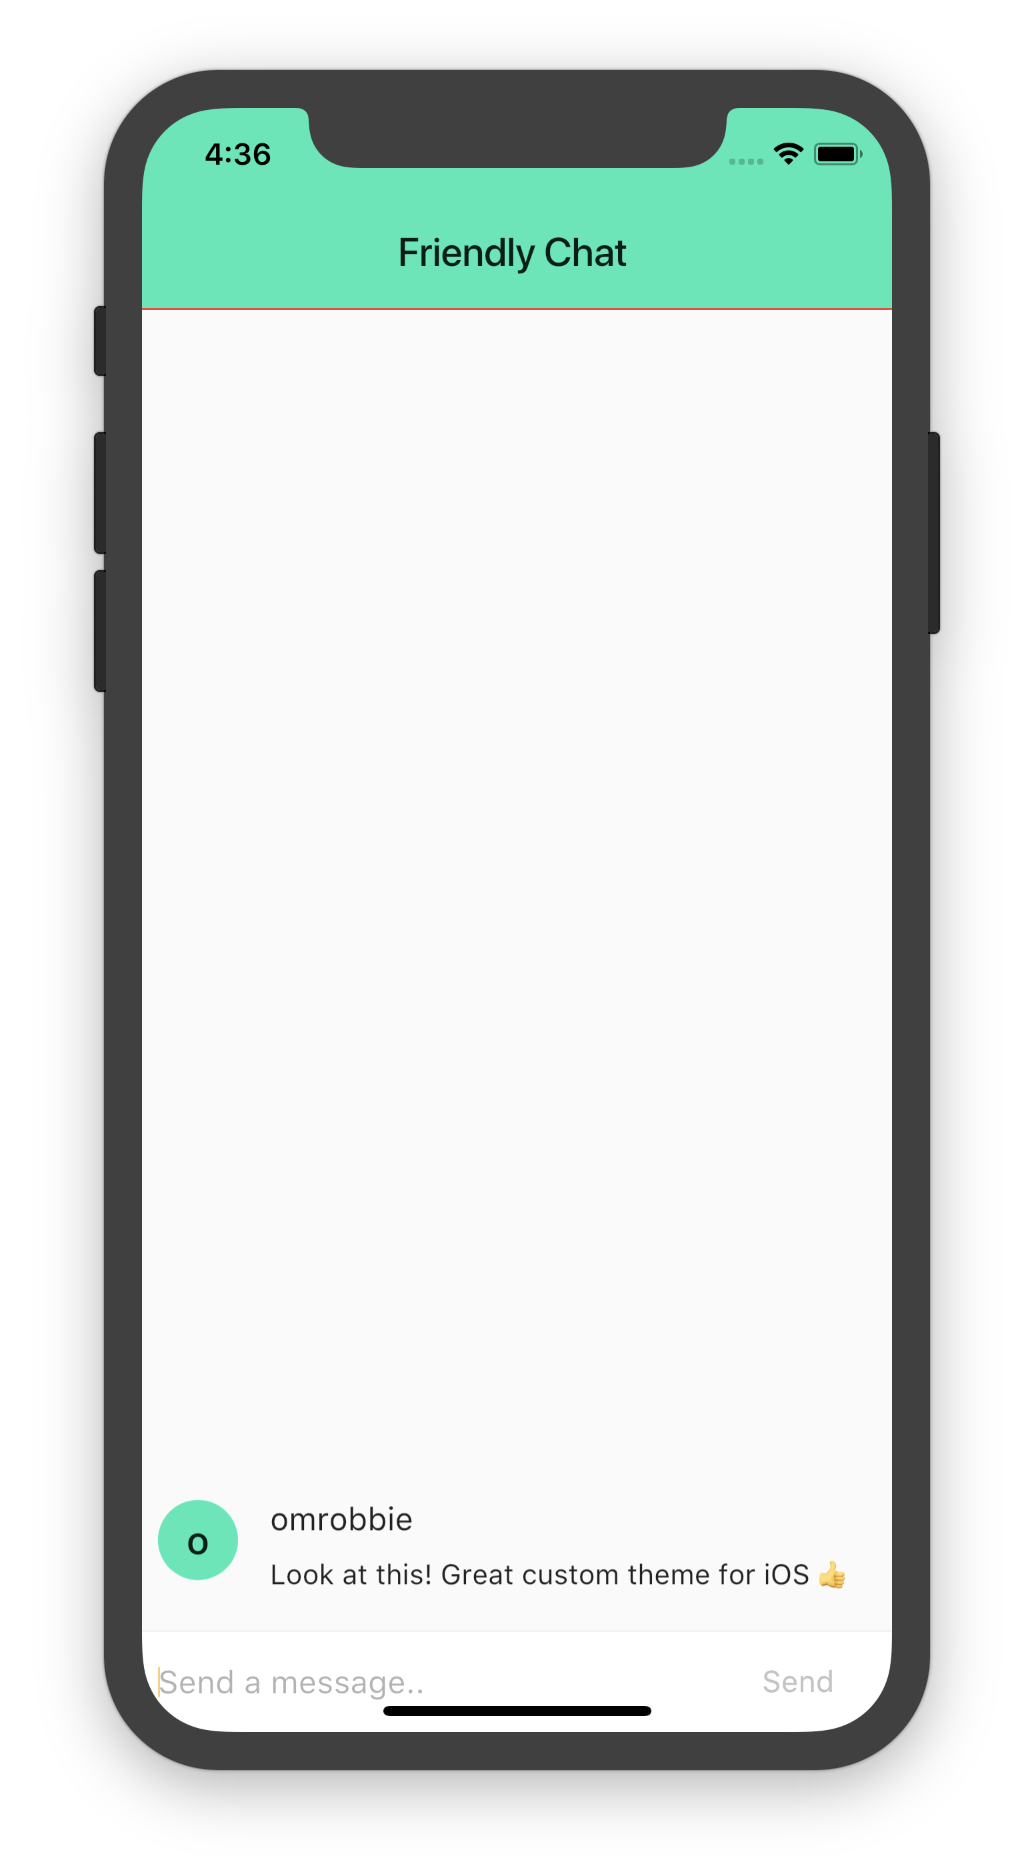 4:36
Friendly Chat
o
omrobbie
Look at this! Great custom theme for iOS 👍
Send a message..
Send